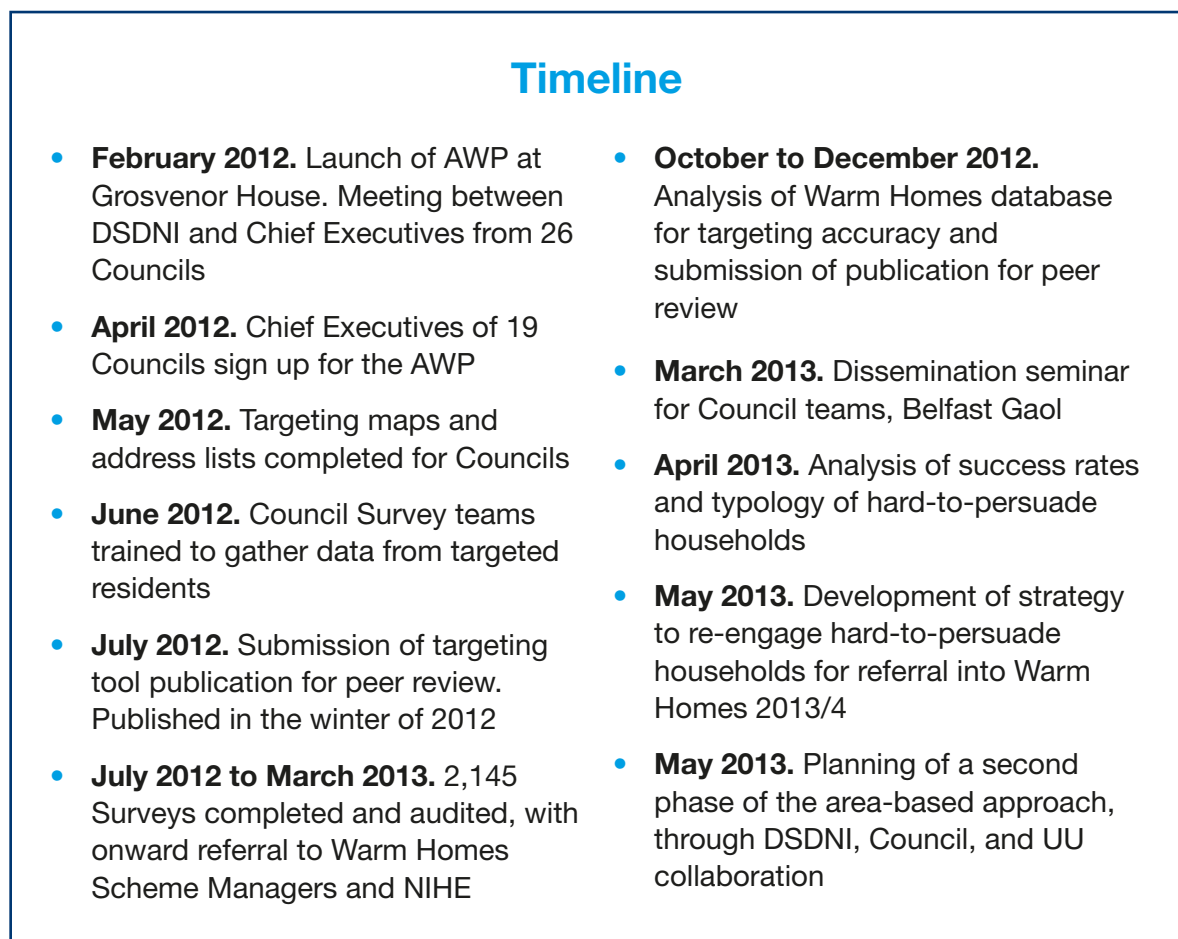 Timeline
• February 2012. Launch of AWP at
Grosvenor House. Meeting between
DSDNI and Chief Executives from 26
Councils
• April 2012. Chief Executives of 19
Councils sign up for the AWP
• May 2012. Targeting maps and
address lists completed for Councils
• June 2012. Council Survey teams
trained to gather data from targeted
residents
• July 2012. Submission of targeting
tool publication for peer review.
Published in the winter of 2012
• July 2012 to March 2013. 2,145
Surveys completed and audited, with
onward referral to Warm Homes
Scheme Managers and NIHE
• October to December 2012.
Analysis of Warm Homes database
for targeting accuracy and
submission of publication for peer
review
• March 2013. Dissemination seminar
for Council teams, Belfast Gaol
• April 2013. Analysis of success rates
and typology of hard-to-persuade
households
• May 2013. Development of strategy
to re-engage hard-to-persuade
households for referral into Warm
Homes 2013/4
• May 2013. Planning of a second
phase of the area-based approach,
through DSDNI, Council, and UU
collaboration